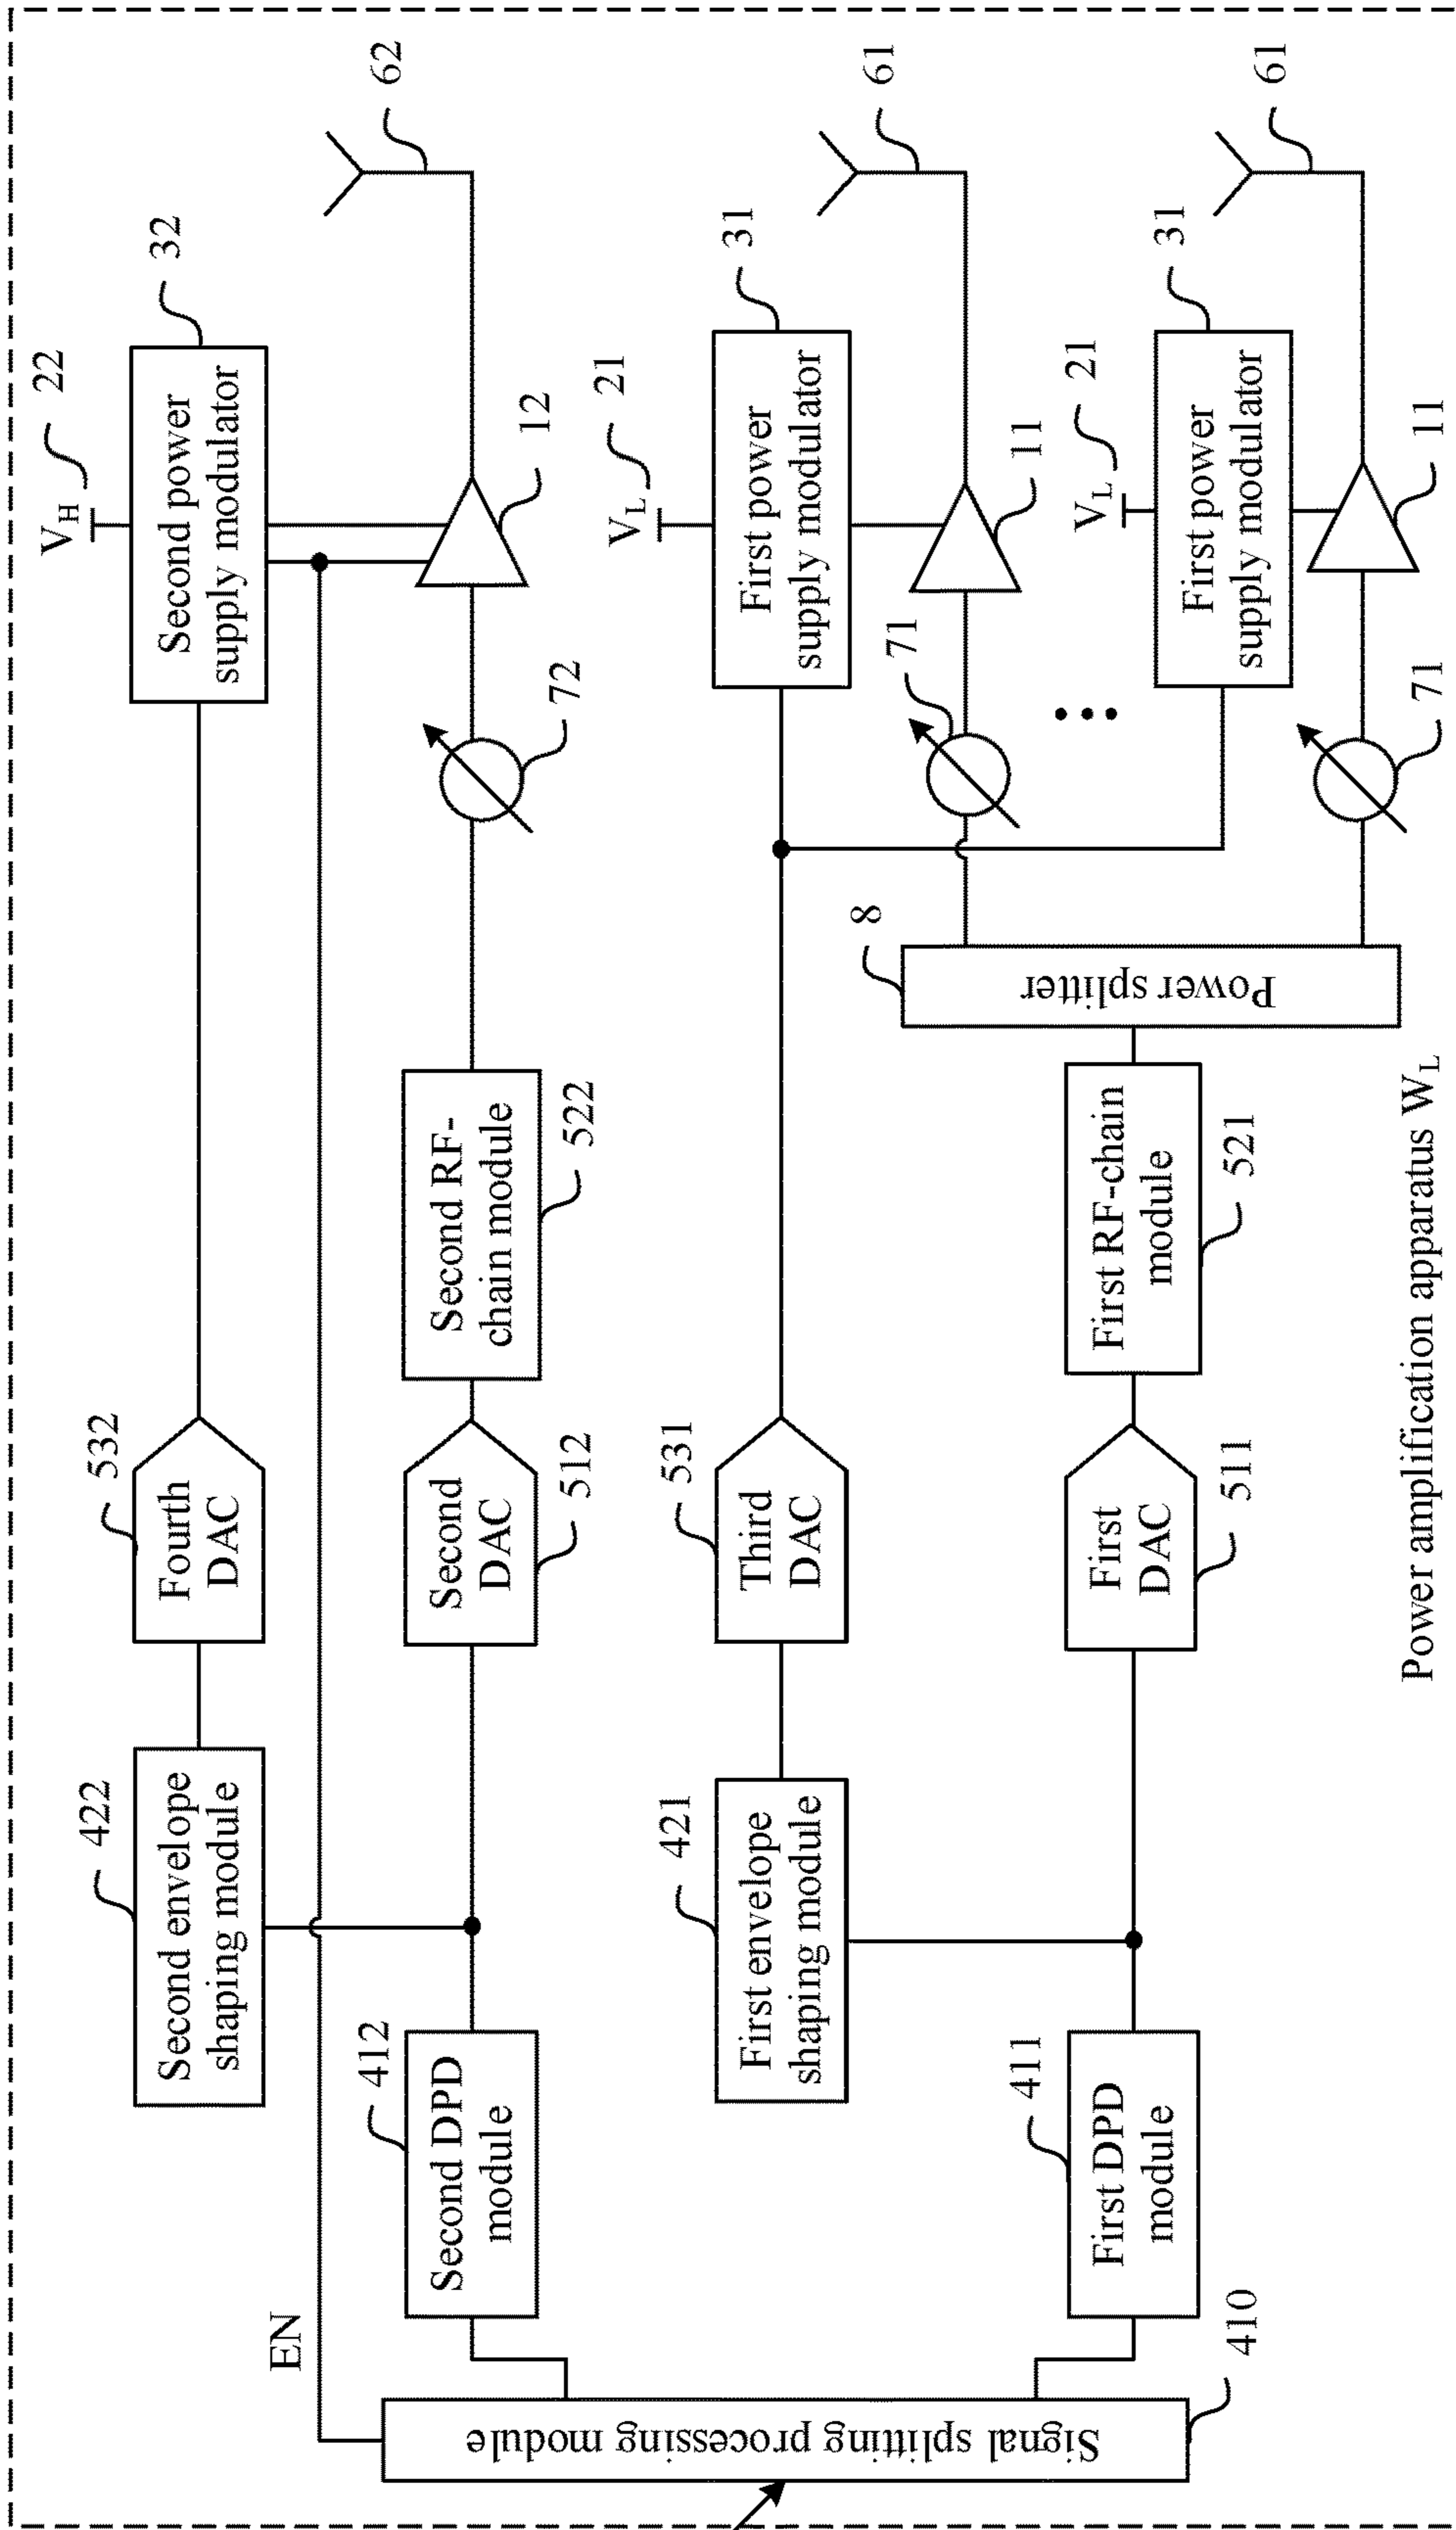 V_H
22
32
62
Second power
supply modulator
12
72
532
Fourth
DAC
422
Second envelope
shaping module
EN
412
Second DPD
module
Second
DAC
512
Second RF-
chain module
522
V_L
21
31
61
First power
supply modulator
11
71
531
Third
DAC
421
First envelope
shaping module
V_L
21
31
61
First power
supply modulator
11
71
8
Power splitter
First RF-chain
module
521
First
DAC
511
411
First DPD
module
410
Signal splitting processing module
Power amplification apparatus W_L